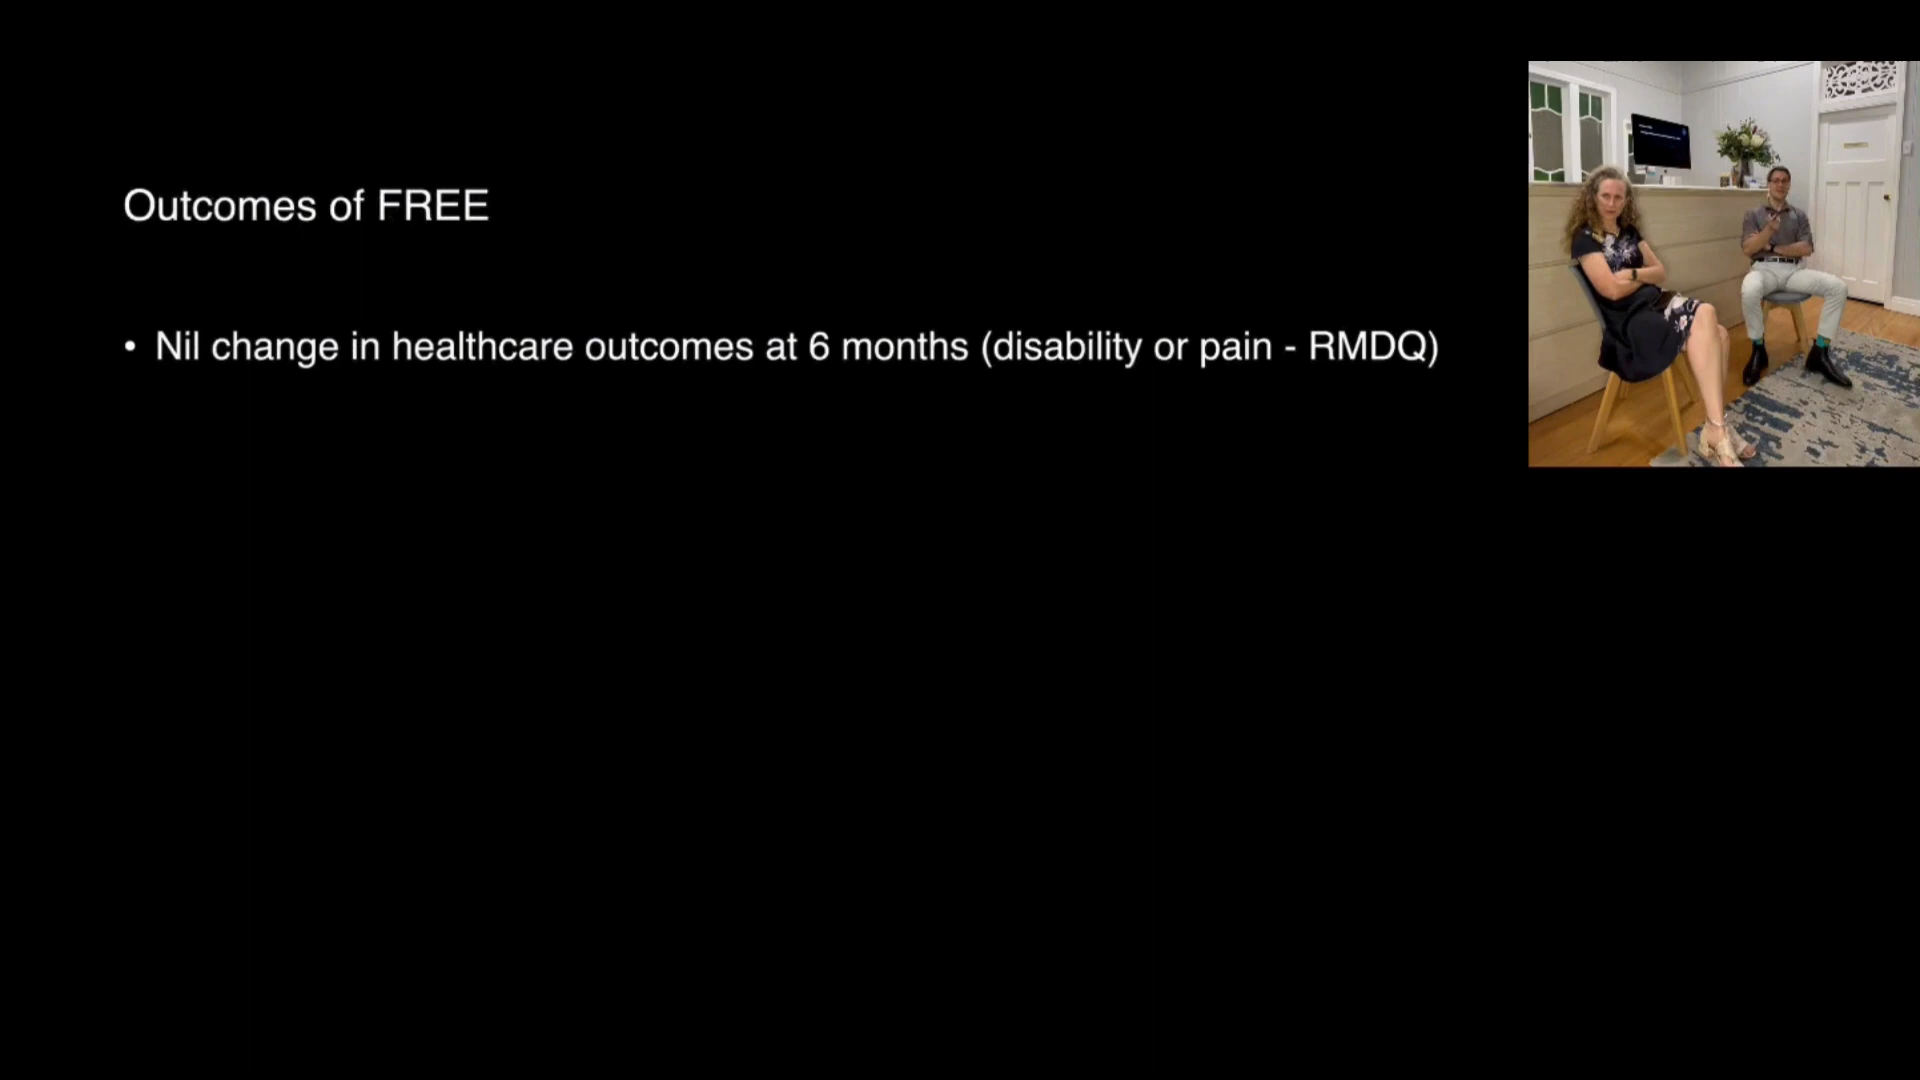 Outcomes of FREE
• Nil change in healthcare outcomes at 6 months (disability or pain - RMDQ)